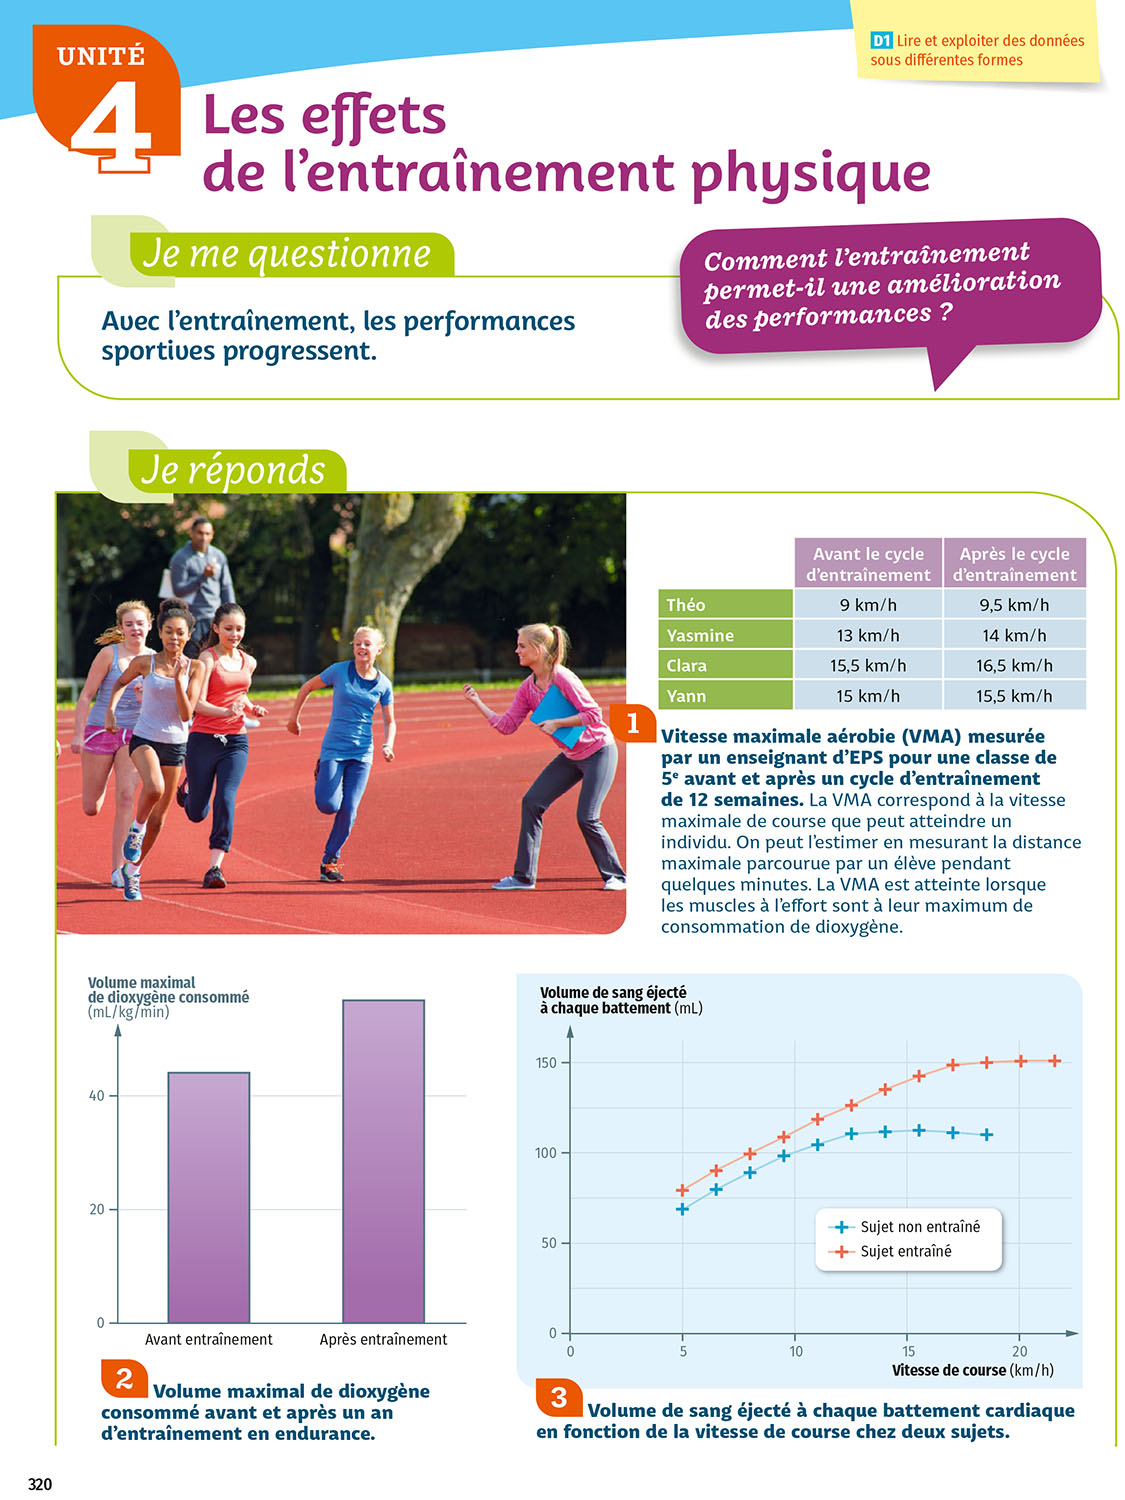 D1 Lire et exploiter des données
sous différentes formes
UNITÉ
4
Les effets
de l'entraînement physique
Je me questionne
Avec l'entraînement, les performances
sportives progressent.
Comment l'entraînement
permet-il une amélioration
des performances ?
Je réponds
Avant le cycle
d'entraînement
Après le cycle
d'entraînement
Théo 9 km/h 9,5 km/h
Yasmine 13 km/h 14 km/h
Clara 15,5 km/h 16,5 km/h
Yann 15 km/h 15,5 km/h
1 Vitesse maximale aérobie (VMA) mesurée
par un enseignant d'EPS pour une classe de
5e avant et après un cycle d'entraînement
de 12 semaines. La VMA correspond à la vitesse
maximale de course que peut atteindre un
individu. On peut l'estimer en mesurant la distance
maximale parcourue par un élève pendant
quelques minutes. La VMA est atteinte lorsque
les muscles à l'effort sont à leur maximum de
consommation de dioxygène.
Volume maximal
de dioxygène consommé
(mL/kg/min)
40
20
0
Avant entraînement Après entraînement
2 Volume maximal de dioxygène
consommé avant et après un an
d'entraînement en endurance.
Volume de sang éjecté
à chaque battement (mL)
150
100
50
0
Sujet non entraîné
Sujet entraîné
0 5 10 15 20
Vitesse de course (km/h)
3 Volume de sang éjecté à chaque battement cardiaque
en fonction de la vitesse de course chez deux sujets.
320